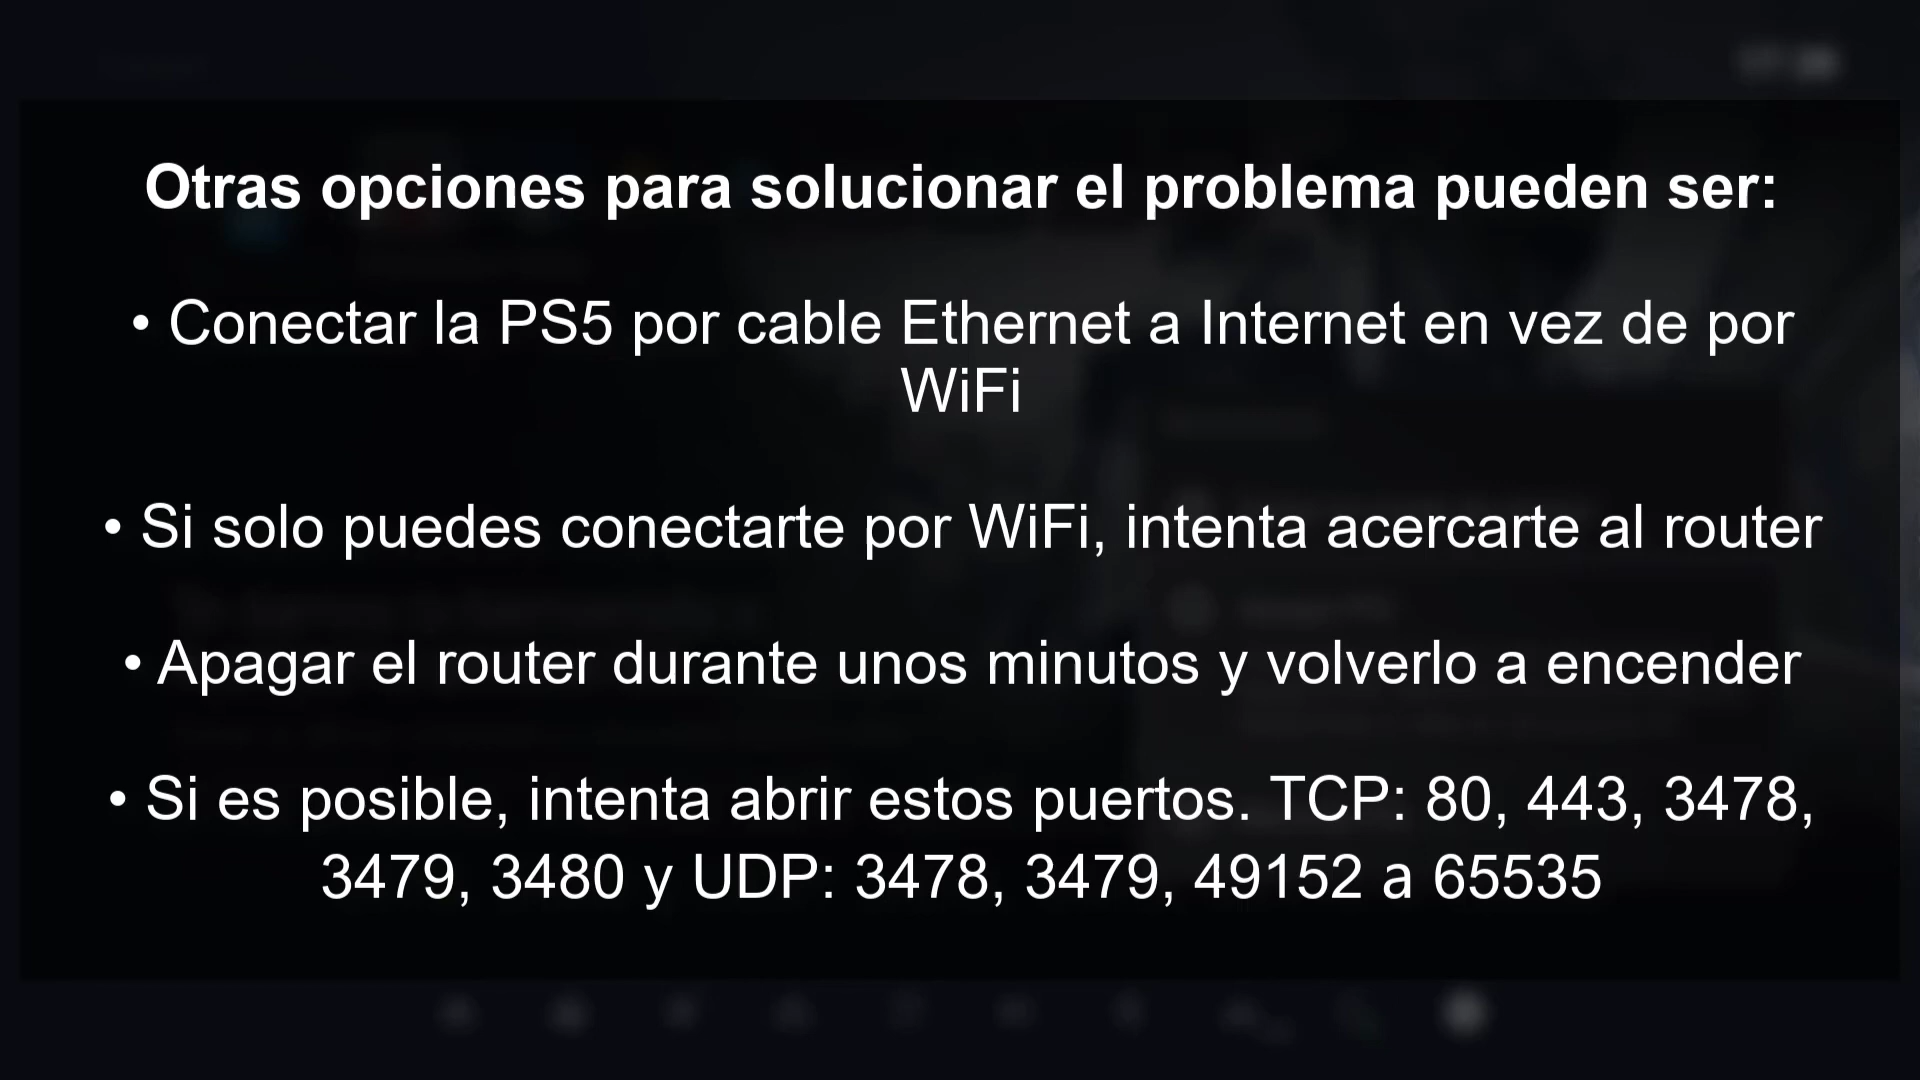 Otras opciones para solucionar el problema pueden ser:
• Conectar la PS5 por cable Ethernet a Internet en vez de por
WiFi
• Si solo puedes conectarte por WiFi, intenta acercarte al router
• Apagar el router durante unos minutos y volverlo a encender
• Si es posible, intenta abrir estos puertos. TCP: 80, 443, 3478,
3479, 3480 y UDP: 3478, 3479, 49152 a 65535